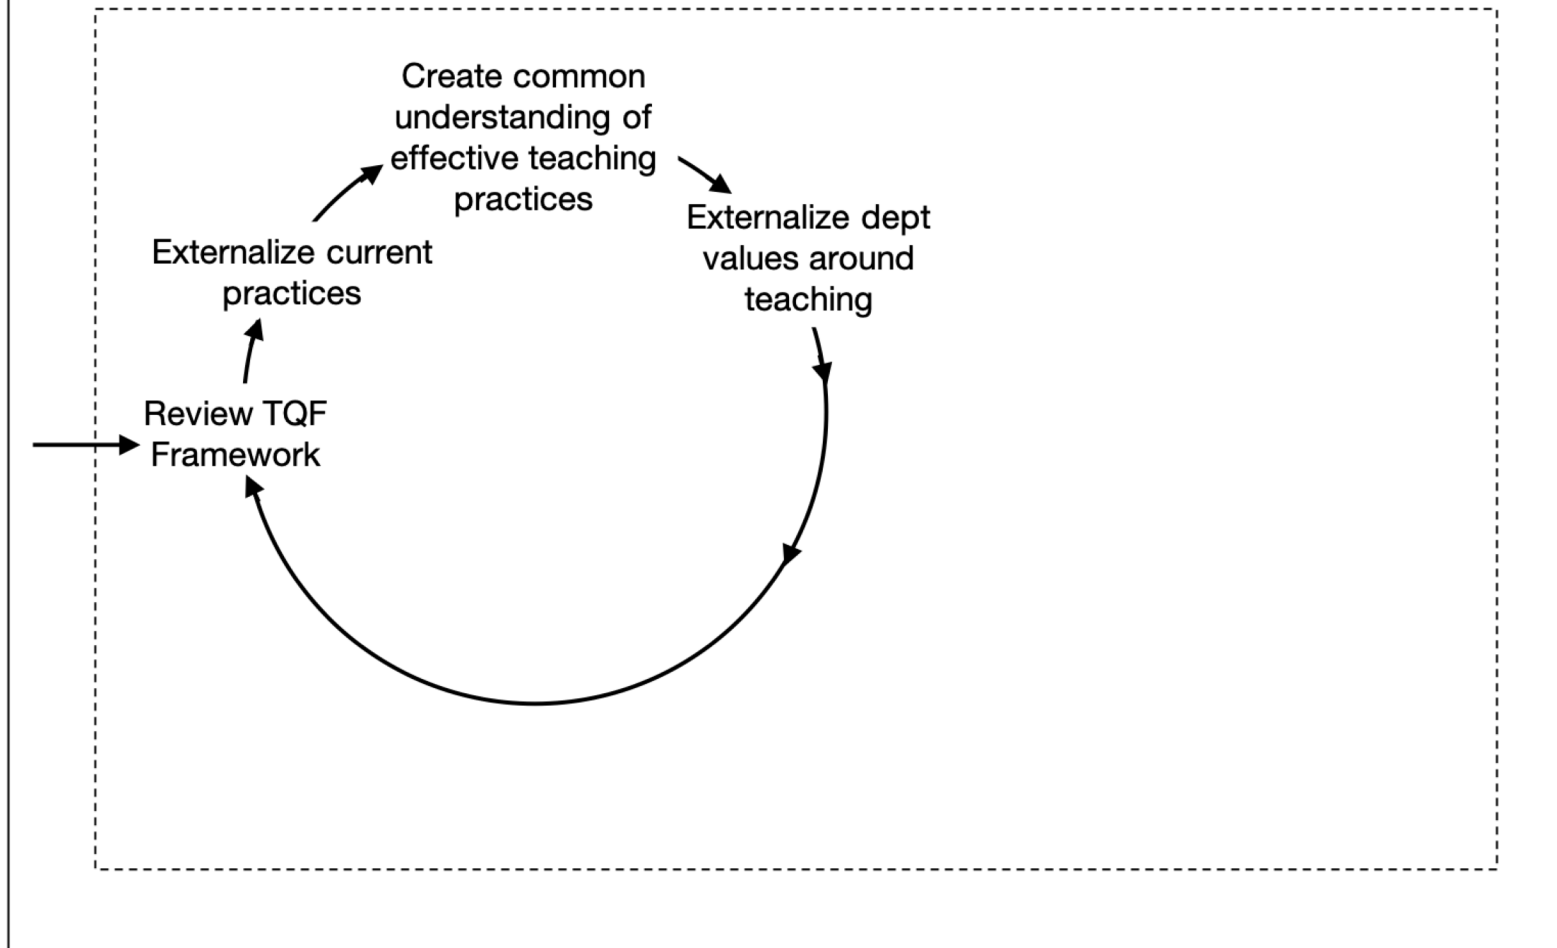 Create common
understanding of
effective teaching
practices
Externalize dept
values around
teaching
Externalize current
practices
Review TQF
Framework